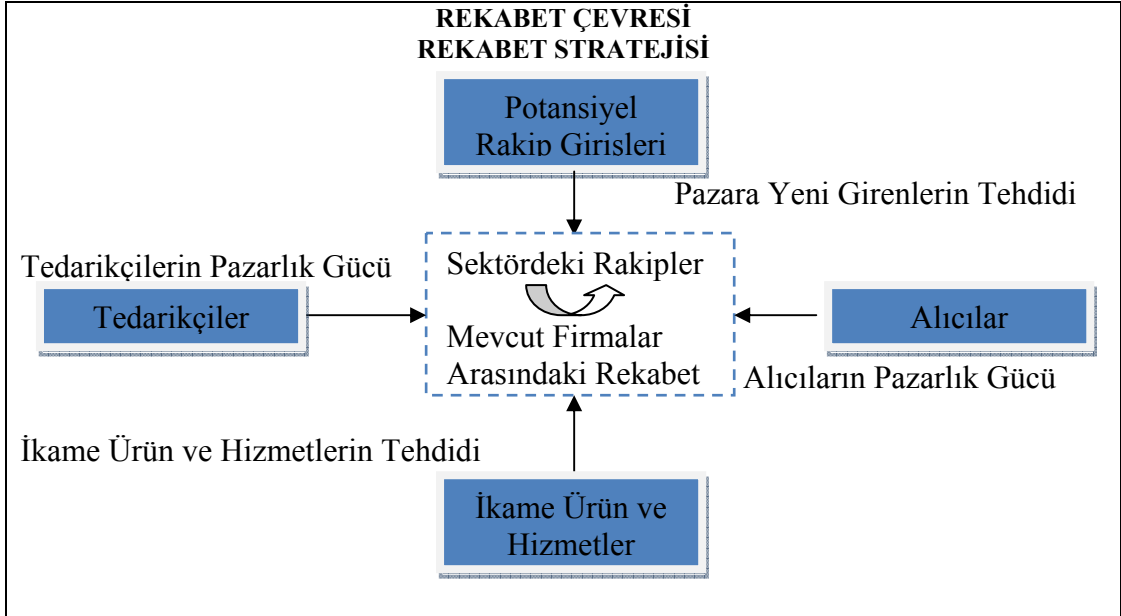 REKABET ÇEVRESİ
REKABET STRATEJİSİ
Potansiyel
Rakip Girişleri
Pazara Yeni Girenlerin Tehdidi
Tedarikçilerin Pazarlık Gücü
Sektördeki Rakipler
Tedarikçiler
Alıcılar
Mevcut Firmalar
Arasındaki Rekabet
Alıcıların Pazarlık Gücü
İkame Ürün ve Hizmetlerin Tehdidi
İkame Ürün ve
Hizmetler